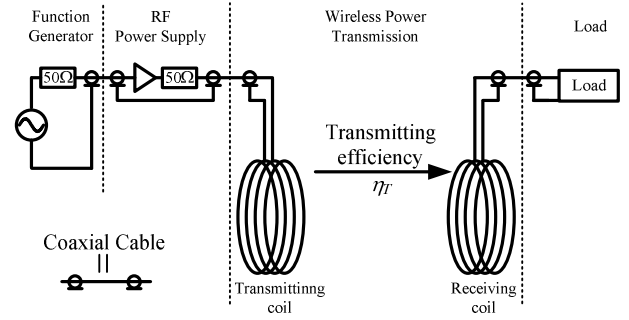 Function
Generator
RF
Power Supply
Wireless Power
Transmission
Load
50Ω
50Ω
Load
Transmitting
efficiency
ηT
Coaxial Cable
Transmittinng
coil
Receiving
coil